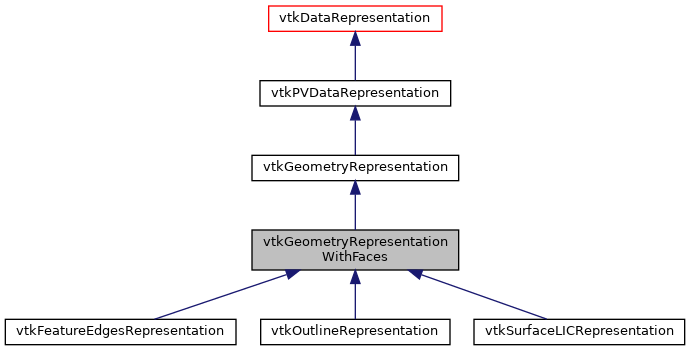 vtkDataRepresentation
vtkPVDataRepresentation
vtkGeometryRepresentation
vtkGeometryRepresentation
WithFaces
vtkFeatureEdgesRepresentation
vtkOutlineRepresentation
vtkSurfaceLICRepresentation